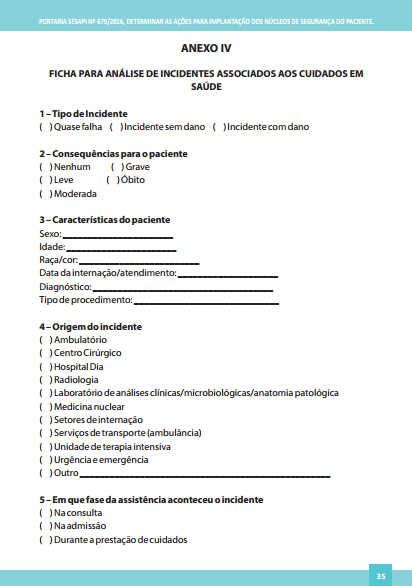 PORTARIA SESAPI Nº 679/2016, DETERMINAR AS AÇÕES PARA IMPLANTAÇÃO DOS NÚCLEOS DE SEGURANÇA DO PACIENTE.
ANEXO IV
FICHA PARA ANÁLISE DE INCIDENTES ASSOCIADOS AOS CUIDADOS EM
SAÚDE
1 – Tipo de Incidente
( ) Quase falha ( ) Incidente sem dano ( ) Incidente com dano
2 – Consequências para o paciente
( ) Nenhum ( ) Grave
( ) Leve ( ) Óbito
( ) Moderada
3 – Características do paciente
Sexo: ______________________
Idade: ______________________
Raça/cor: ________________________
Data da internação/atendimento: ____________________
Diagnóstico: ____________________________________
Tipo de procedimento: _____________________________
4 – Origem do incidente
( ) Ambulatório
( ) Centro Cirúrgico
( ) Hospital Dia
( ) Radiologia
( ) Laboratório de análises clínicas/microbiológicas/anatomia patológica
( ) Medicina nuclear
( ) Setores de internação
( ) Serviços de transporte (ambulância)
( ) Unidade de terapia intensiva
( ) Urgência e emergência
( ) Outro __________________________________________________
5 – Em que fase da assistência aconteceu o incidente
( ) Na consulta
( ) Na admissão
( ) Durante a prestação de cuidados
35